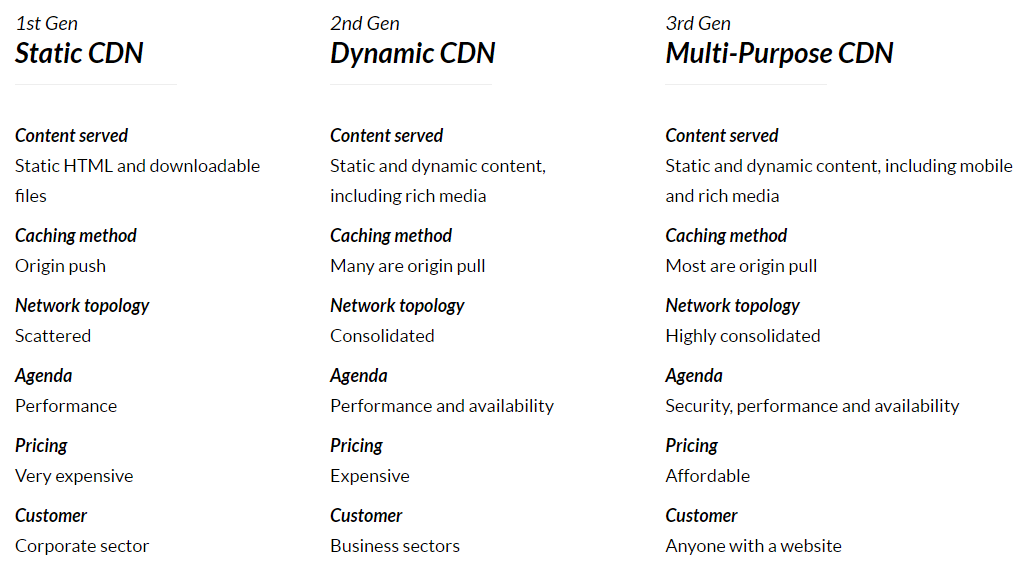 1st Gen
Static CDN
Content served
Static HTML and downloadable
files
Caching method
Origin push
Network topology
Scattered
Agenda
Performance
Pricing
Very expensive
Customer
Corporate sector
2nd Gen
Dynamic CDN
Content served
Static and dynamic content,
including rich media
Caching method
Many are origin pull
Network topology
Consolidated
Agenda
Performance and availability
Pricing
Expensive
Customer
Business sectors
3rd Gen
Multi-Purpose CDN
Content served
Static and dynamic content, including mobile
and rich media
Caching method
Most are origin pull
Network topology
Highly consolidated
Agenda
Security, performance and availability
Pricing
Affordable
Customer
Anyone with a website